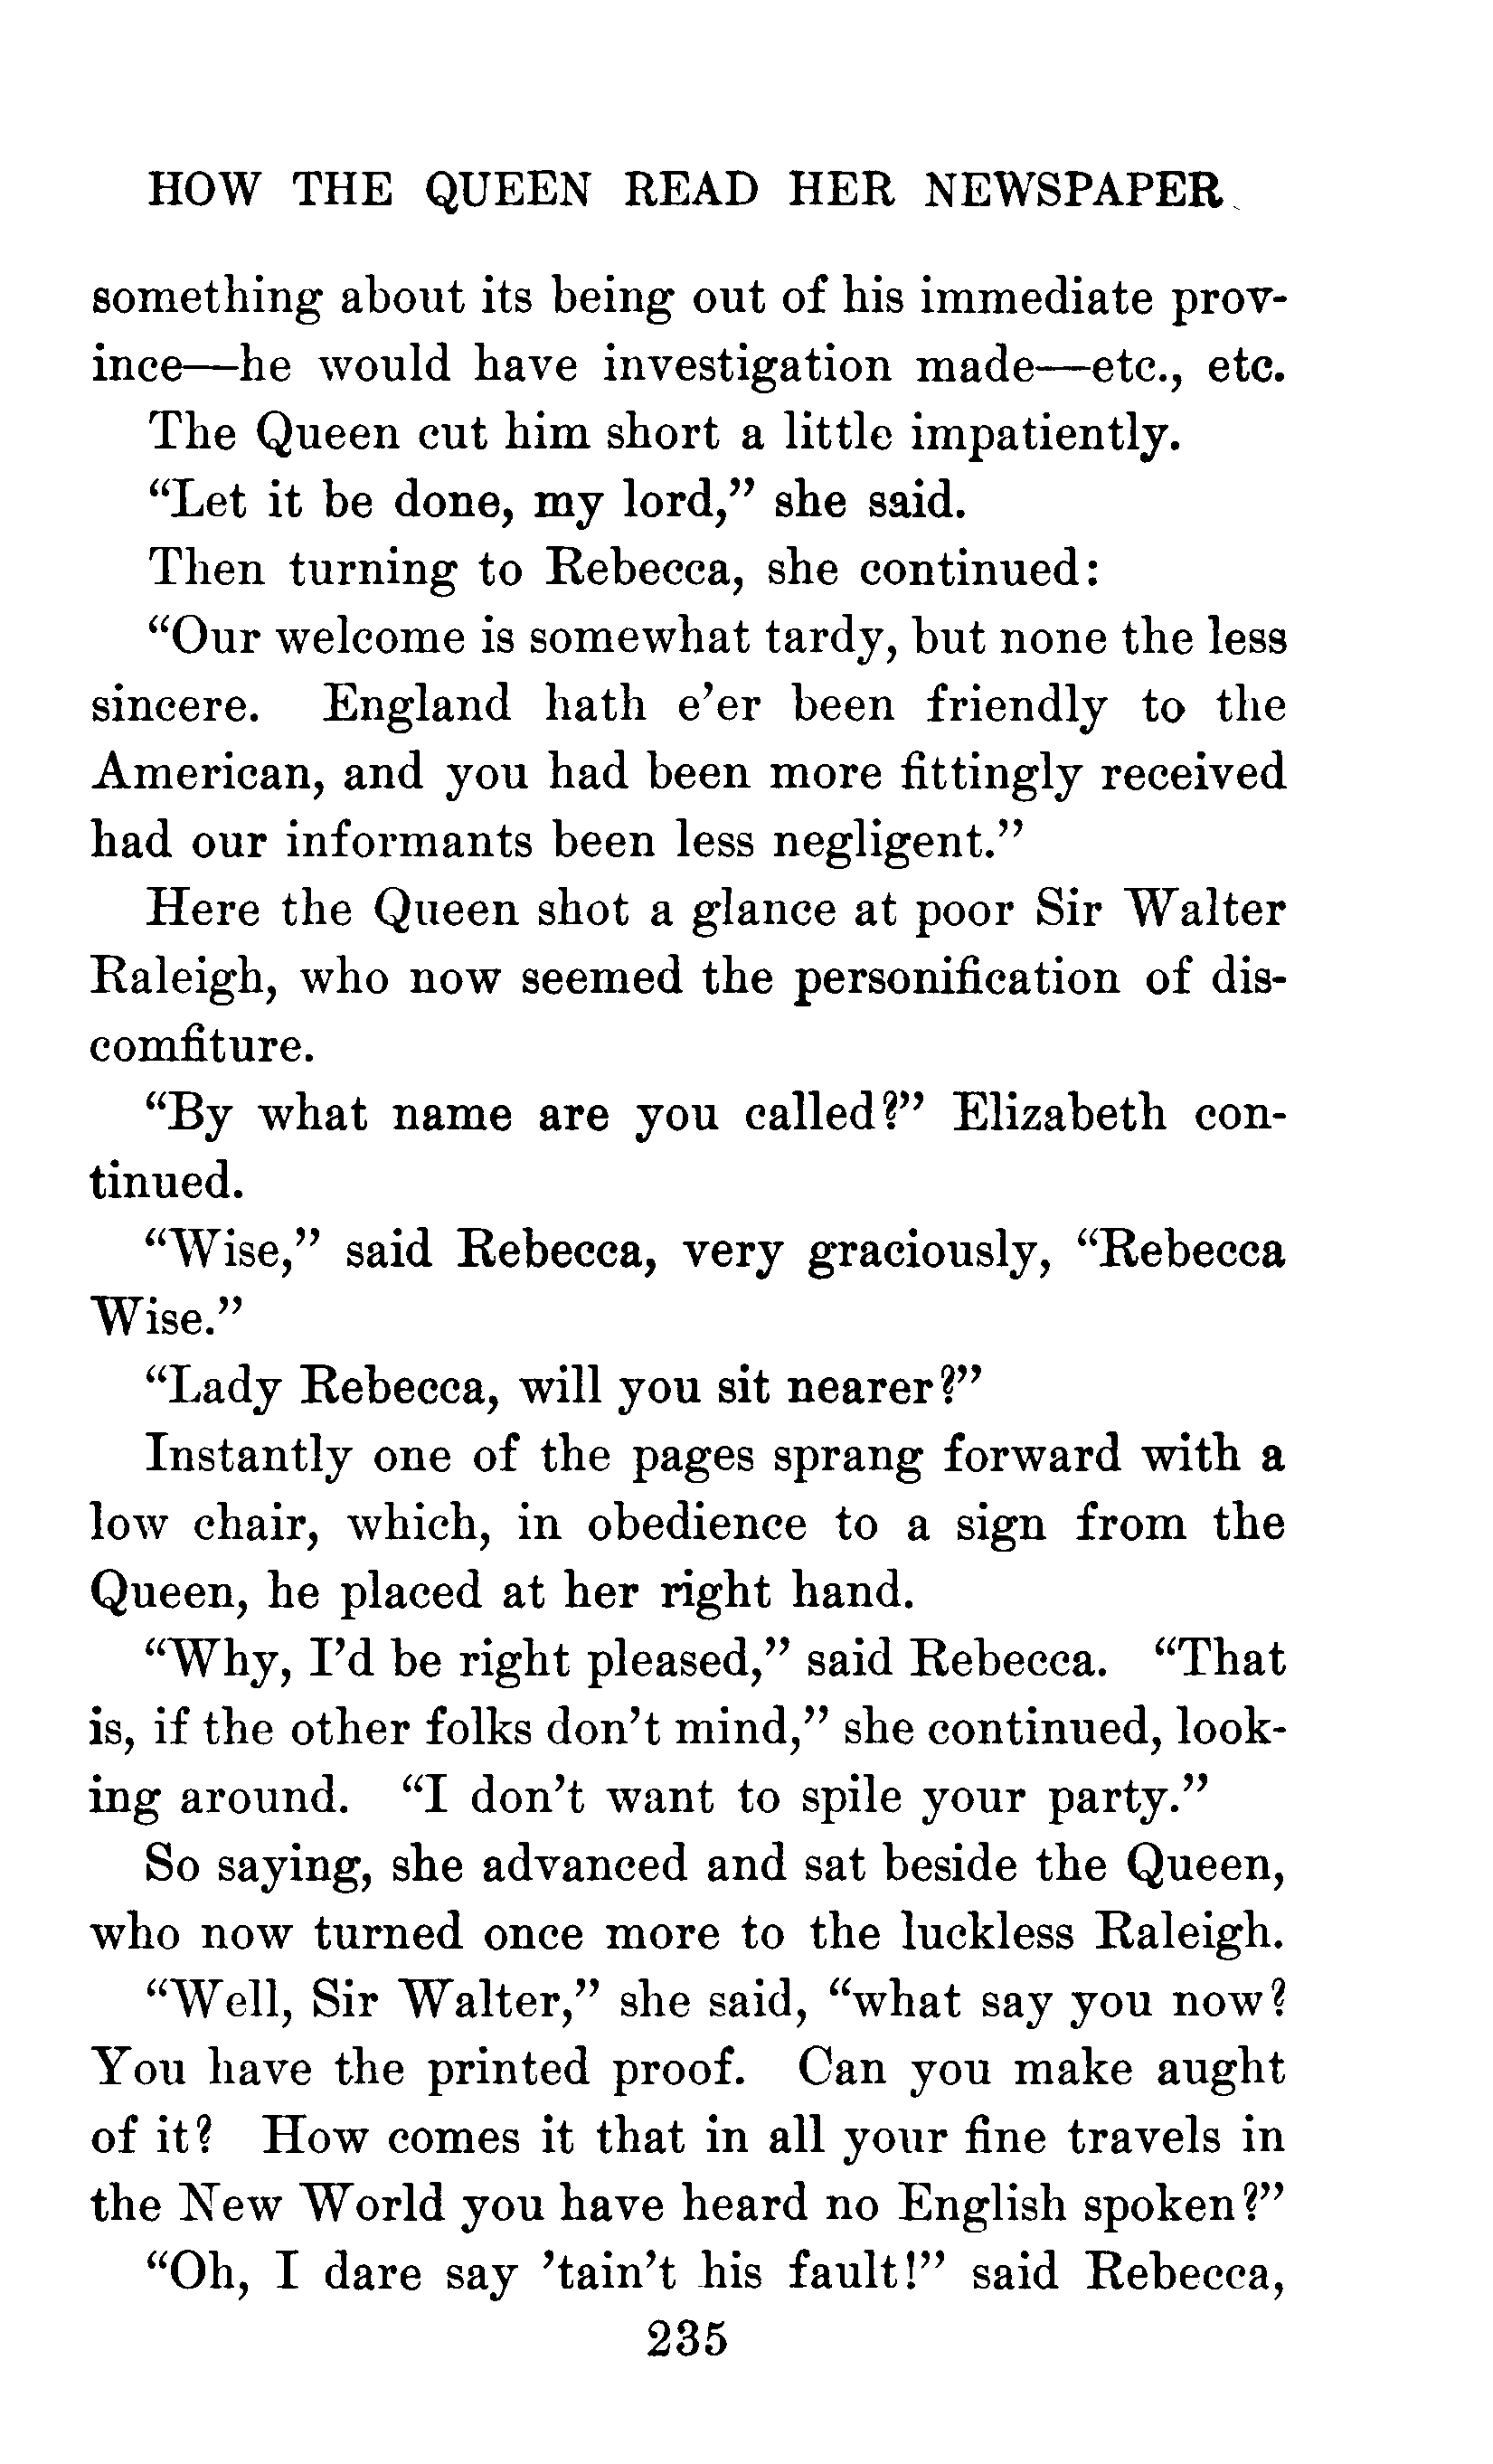 HOW THE QUEEN READ HER NEWSPAPER
something about its being out of his immediate prov-
ince—he would have investigation made—etc., etc.
The Queen cut him short a little impatiently.
“Let it be done, my lord,” she said.
Then turning to Rebecca, she continued:
“Our welcome is somewhat tardy, but none the less
sincere. England hath e’er been friendly to the
American, and you had been more fittingly received
had our informants been less negligent.”
Here the Queen shot a glance at poor Sir Walter
Raleigh, who now seemed the personification of dis-
comfiture.
“By what name are you called?” Elizabeth con-
tinued.
“Wise,” said Rebecca, very graciously, “Rebecca
Wise.”
“Lady Rebecca, will you sit nearer?”
Instantly one of the pages sprang forward with a
low chair, which, in obedience to a sign from the
Queen, he placed at her right hand.
“Why, I’d be right pleased,” said Rebecca. “That
is, if the other folks don’t mind,” she continued, look-
ing around. “I don’t want to spile your party.”
So saying, she advanced and sat beside the Queen,
who now turned once more to the luckless Raleigh.
“Well, Sir Walter,” she said, “what say you now?
You have the printed proof. Can you make aught
of it? How comes it that in all your fine travels in
the New World you have heard no English spoken?”
“Oh, I dare say ’tain’t his fault!” said Rebecca,
235